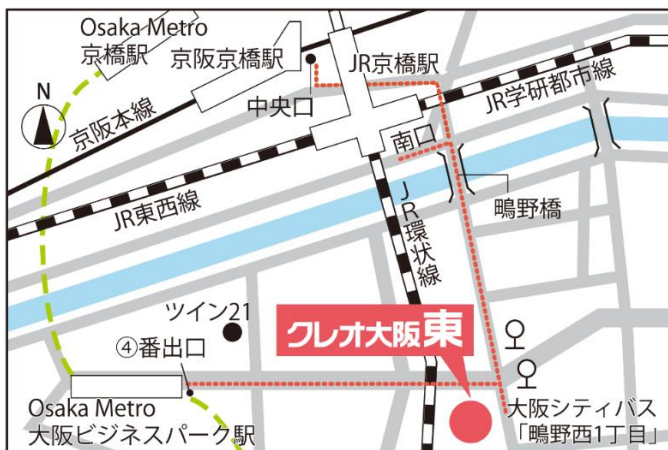 Osaka Metro
京橋駅
京阪京橋駅
JR京橋駅
N
中央口
京阪本線
JR学研都市線
南口
鴫野橋
JR東西線
JR環状線
ツイン21
クレオ大阪東
④番出口
Osaka Metro
大阪ビジネスパーク駅
大阪シティバス
「鴫野西1丁目」